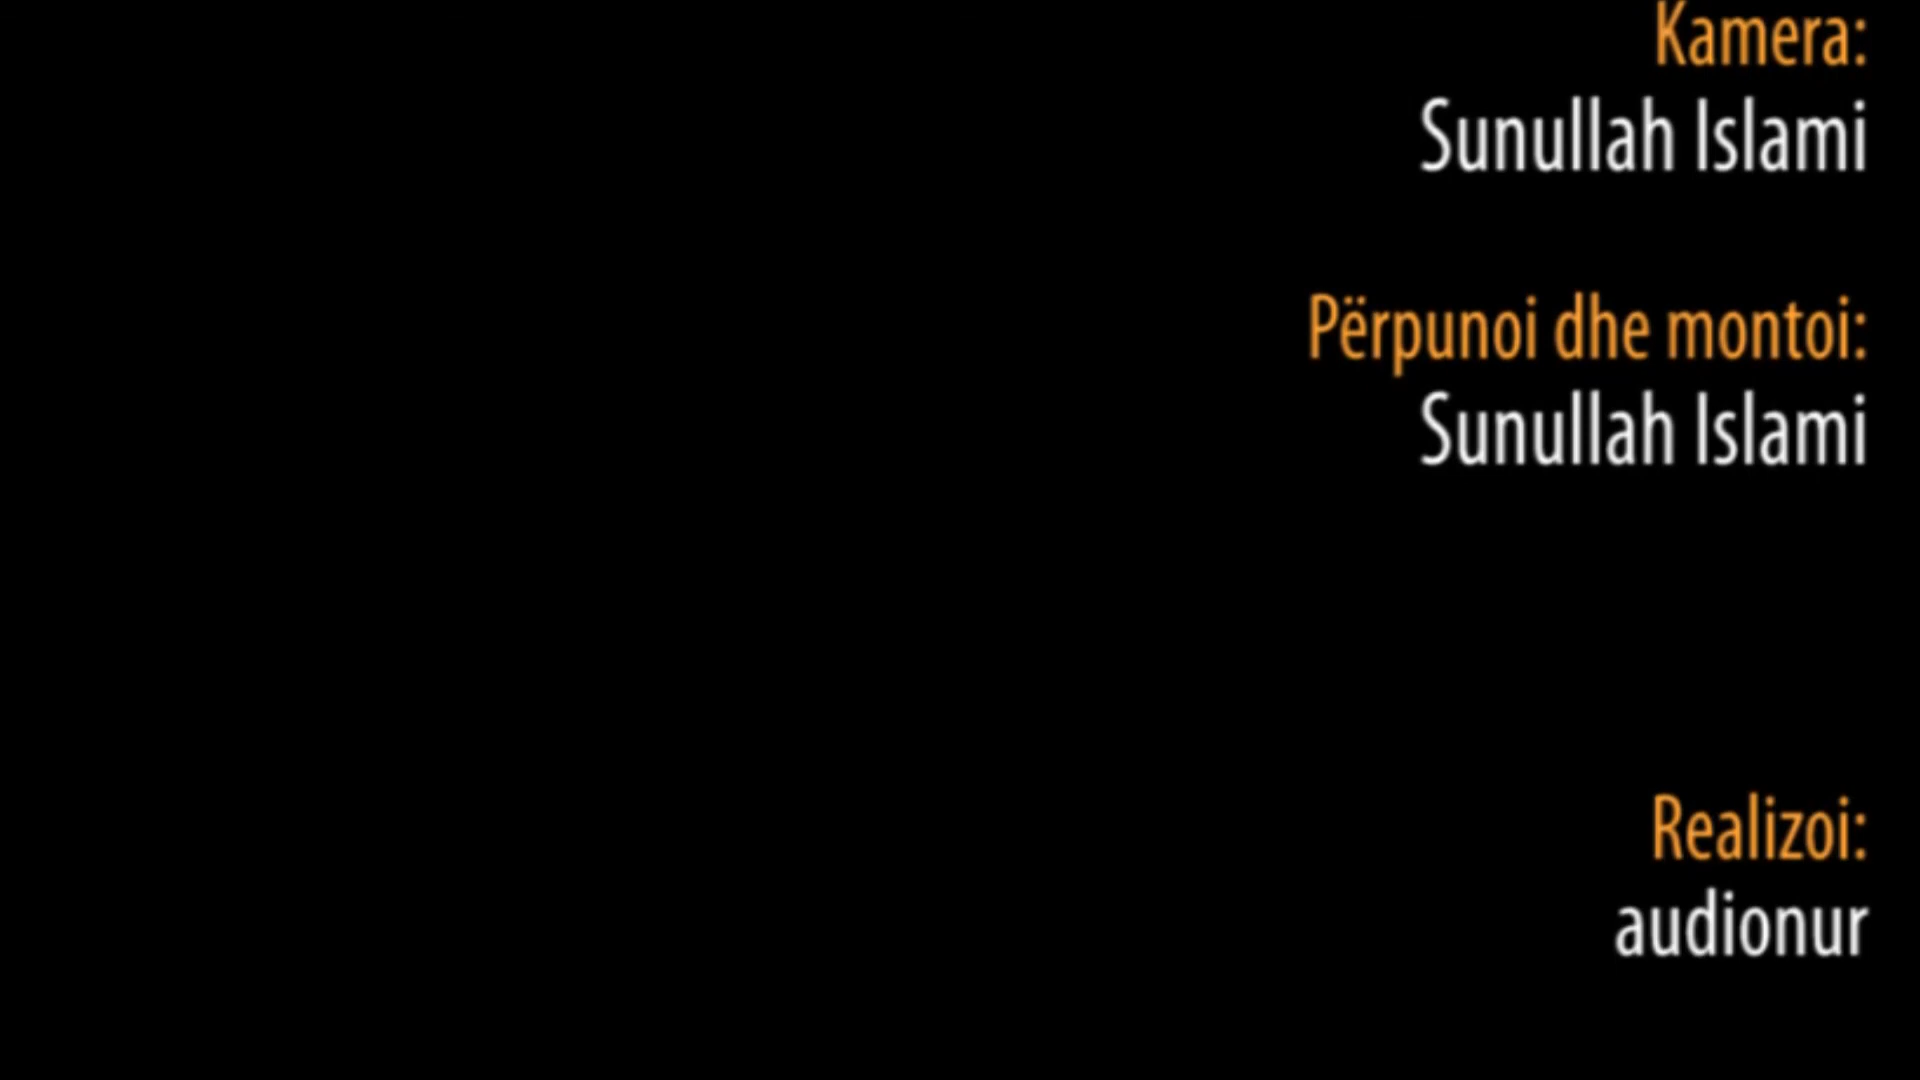 Kamera:
Sunullah Islami
Përpunoi dhe montoi:
Sunullah Islami
Realizoi:
audionur